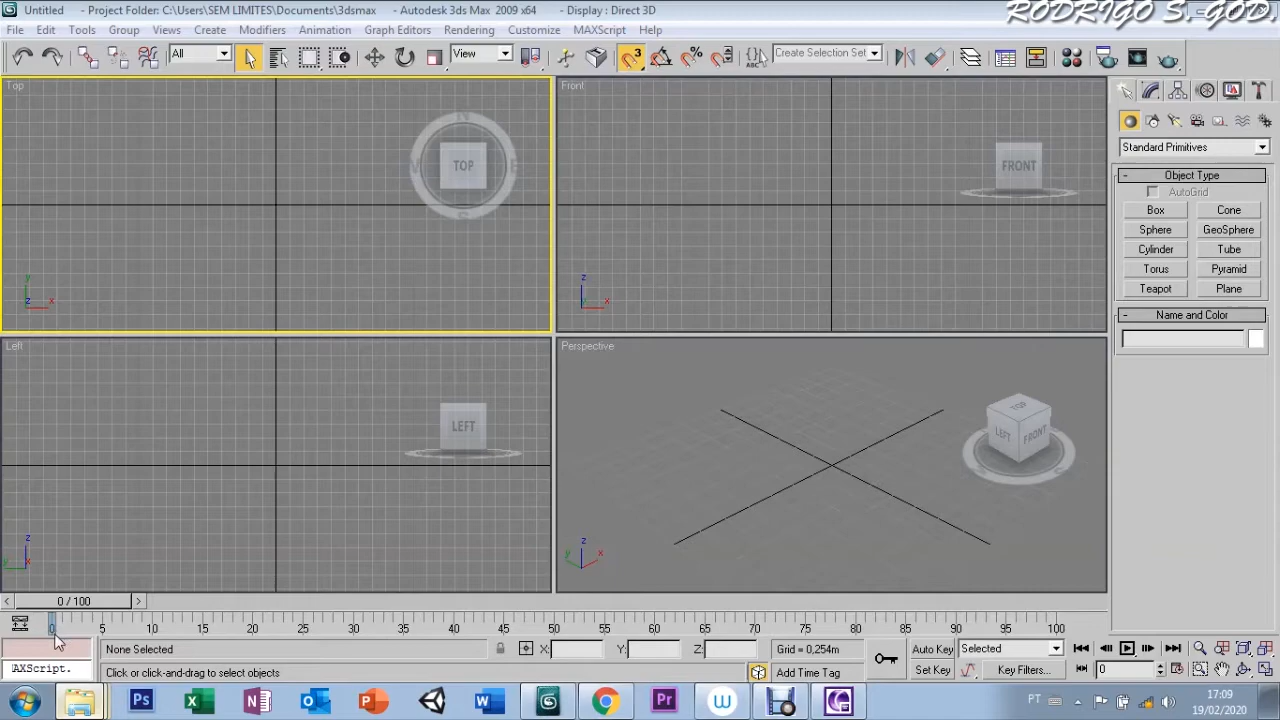 Untitled - Project Folder: C:\Users\SEM LIMITES\Documents\3dsmax - Autodesk 3ds Max 2009 x64 - Display : Direct 3D
RODRIGO S. GOD.
File Edit Tools Group Views Create Modifiers Animation Graph Editors Rendering Customize MAXScript Help
All View 3 % ABC Create Selection Set
Top
N
TOP
S
Front
FRONT
Standard Primitives
- Object Type
AutoGrid
Box Cone
Sphere GeoSphere
Cylinder Tube
Torus Pyramid
Teapot Plane
- Name and Color
y
z x
z
x
Left
LEFT
Perspective
TOP
LEFT FRONT
z
y x
z
y x
< 0 / 100 >
0 5 10 15 20 25 30 35 40 45 50 55 60 65 70 75 80 85 90 95 100
None Selected X: Y: Z: Grid = 0,254m Auto Key Selected
AXScript. Click or click-and-drag to select objects Add Time Tag Set Key Key Filters... 0
Ps X N O P W Pr W PT 17:09
19/02/2020